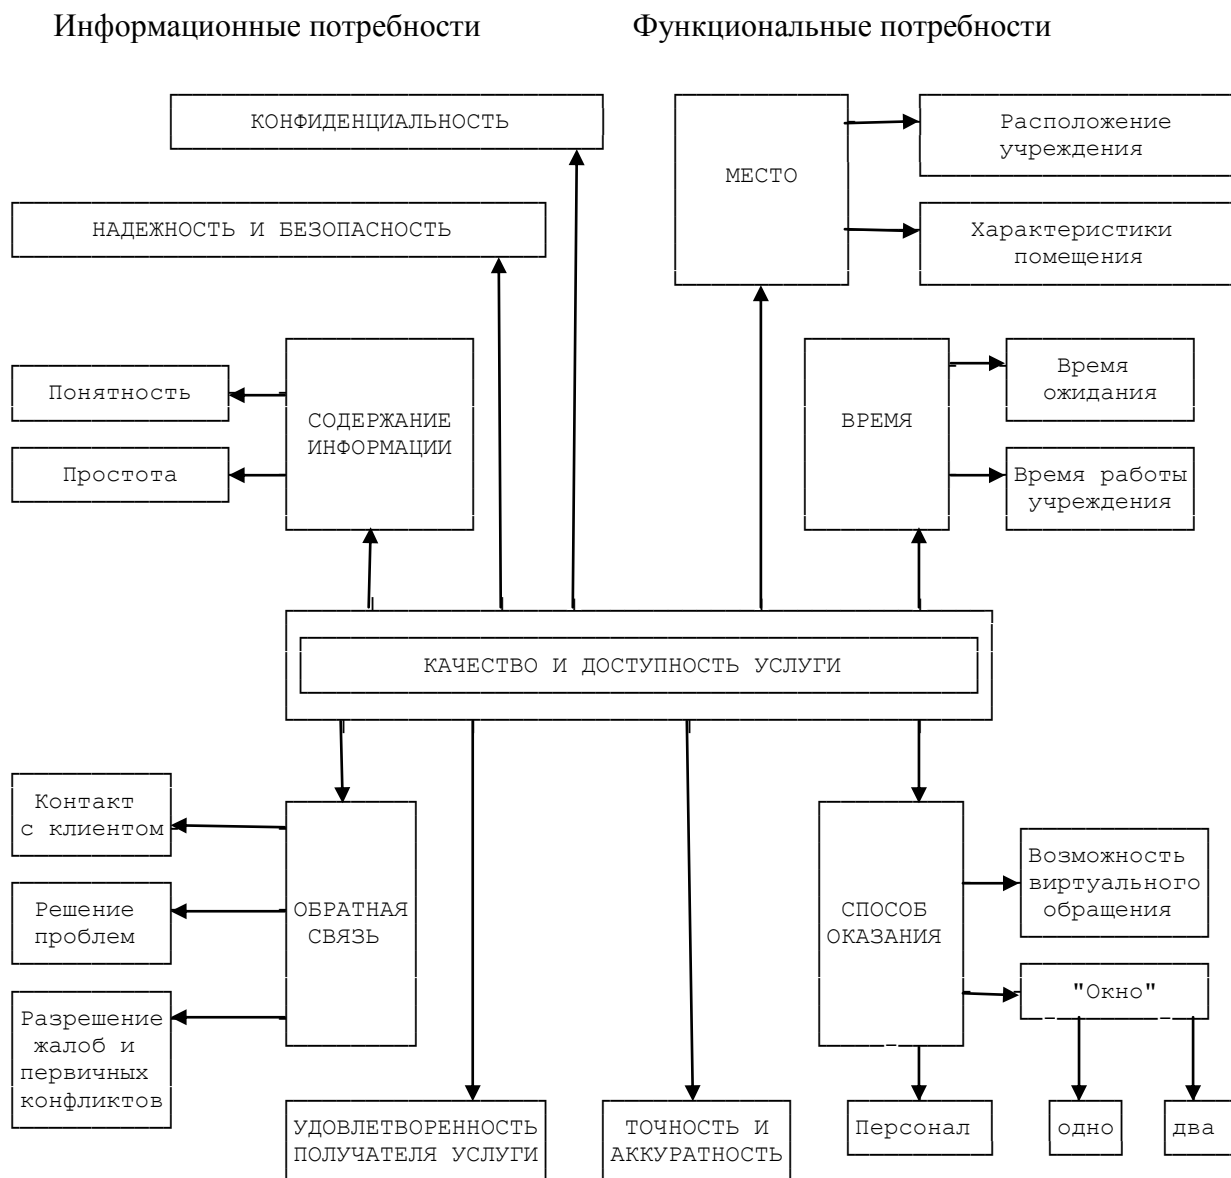 Информационные потребности
Функциональные потребности
КОНФИДЕНЦИАЛЬНОСТЬ
НАДЕЖНОСТЬ И БЕЗОПАСНОСТЬ
МЕСТО
Расположение
учреждения
Характеристики
помещения
Понятность
Простота
СОДЕРЖАНИЕ
ИНФОРМАЦИИ
ВРЕМЯ
Время
ожидания
Время работы
учреждения
КАЧЕСТВО И ДОСТУПНОСТЬ УСЛУГИ
Контакт
с клиентом
Решение
проблем
Разрешение
жалоб и
первичных
конфликтов
ОБРАТНАЯ
СВЯЗЬ
СПОСОБ
ОКАЗАНИЯ
Возможность
виртуального
обращения
"Окно"
УДОВЛЕТВОРЕННОСТЬ
ПОЛУЧАТЕЛЯ УСЛУГИ
ТОЧНОСТЬ И
АККУРАТНОСТЬ
Персонал
одно
два